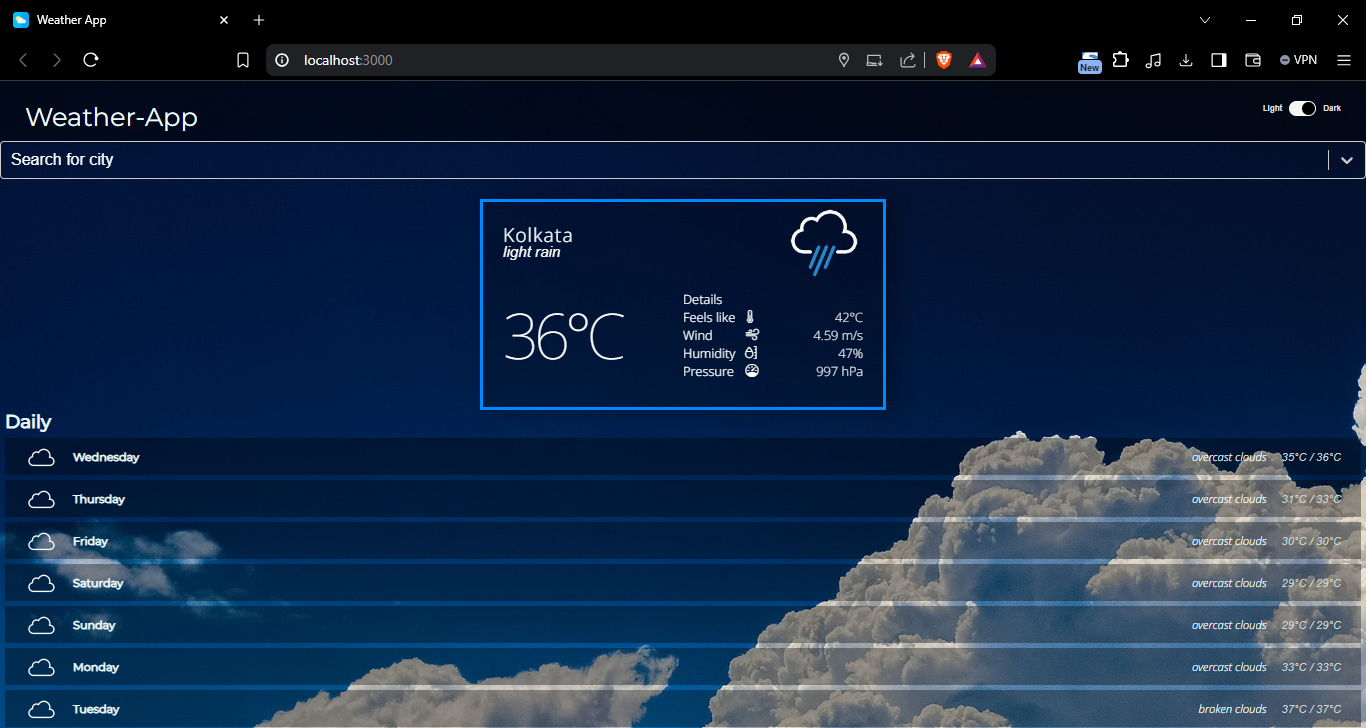 Weather App
localhost:3000
New
VPN
Weather-App
Light Dark
Search for city
Kolkata
light rain
36°C
Details
Feels like 42°C
Wind 4.59 m/s
Humidity 47%
Pressure 997 hPa
Daily
Wednesday overcast clouds 35°C / 36°C
Thursday overcast clouds 31°C / 33°C
Friday overcast clouds 30°C / 30°C
Saturday overcast clouds 29°C / 29°C
Sunday overcast clouds 29°C / 29°C
Monday overcast clouds 33°C / 33°C
Tuesday broken clouds 37°C / 37°C